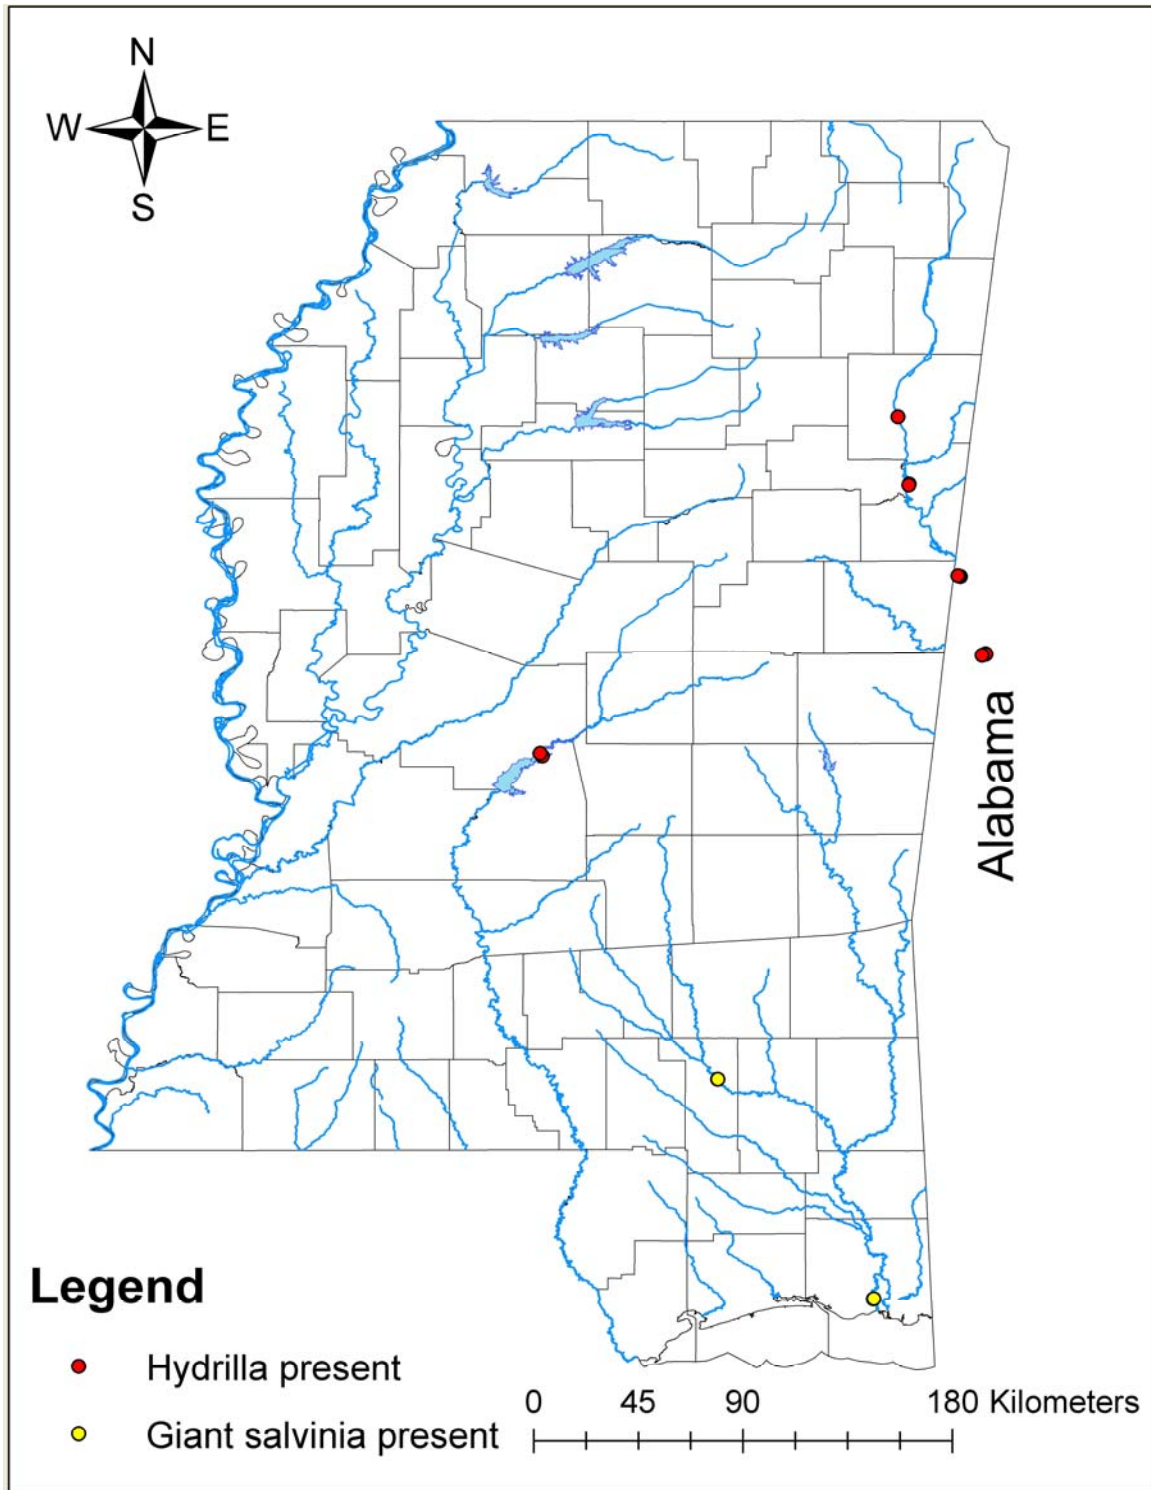 N
W E
S
Alabama
Legend
Hydrilla present
Giant salvinia present
0 45 90 180 Kilometers